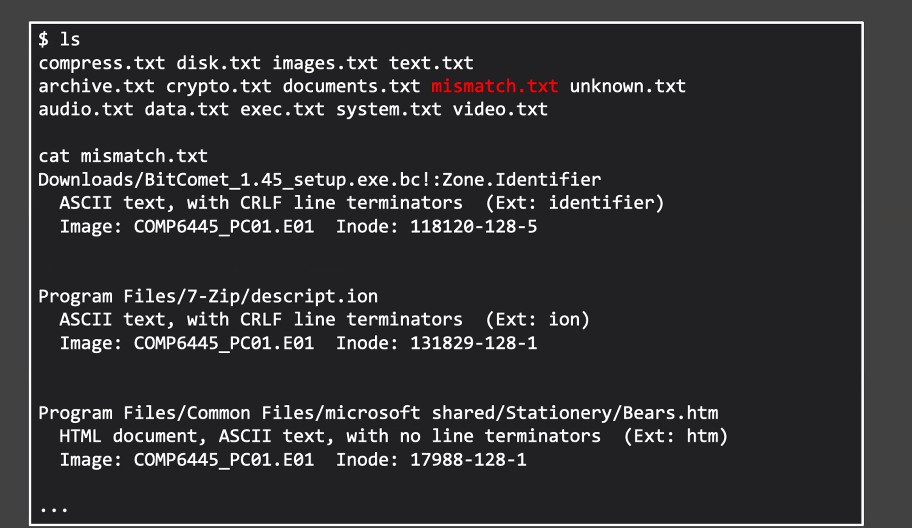 $ ls
compress.txt disk.txt images.txt text.txt
archive.txt crypto.txt documents.txt mismatch.txt unknown.txt
audio.txt data.txt exec.txt system.txt video.txt
cat mismatch.txt
Downloads/BitComet_1.45_setup.exe.bc!:Zone.Identifier
ASCII text, with CRLF line terminators (Ext: identifier)
Image: COMP6445_PC01.E01 Inode: 118120-128-5
Program Files/7-Zip/descript.ion
ASCII text, with CRLF line terminators (Ext: ion)
Image: COMP6445_PC01.E01 Inode: 131829-128-1
Program Files/Common Files/microsoft shared/Stationery/Bears.htm
HTML document, ASCII text, with no line terminators (Ext: htm)
Image: COMP6445_PC01.E01 Inode: 17988-128-1
...